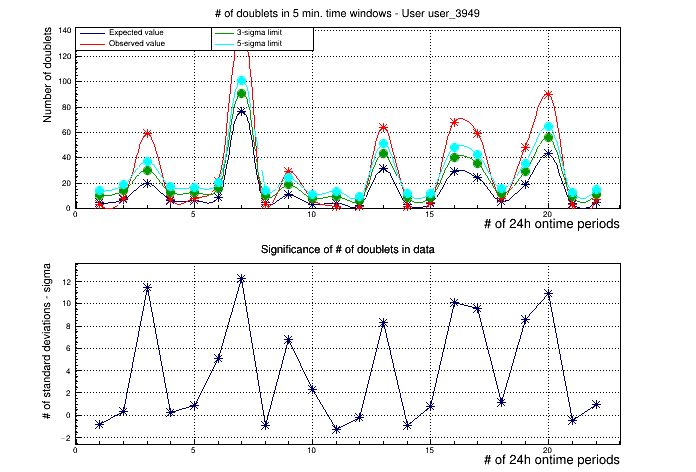 # of doublets in 5 min. time windows - User user_3949
Number of doublets
Expected value
3-sigma limit
Observed value
5-sigma limit
140
120
100
80
60
40
20
0
0 5 10 15 20
# of 24h ontime periods
Significance of # of doublets in data
# of standard deviations - sigma
12
10
8
6
4
2
0
-2
0 5 10 15 20
# of 24h ontime periods